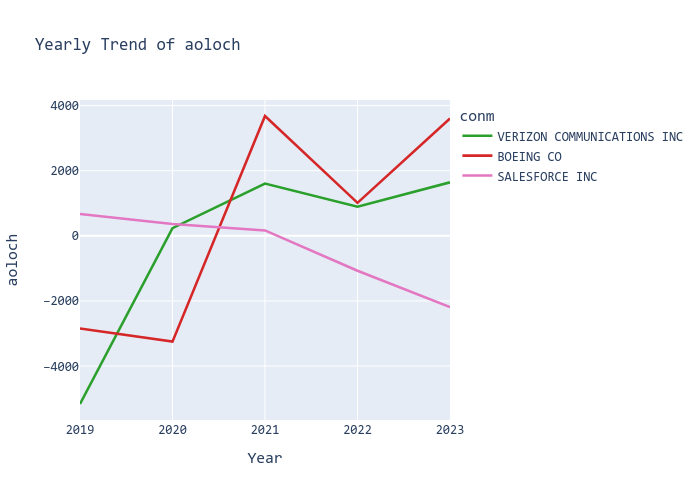 Yearly Trend of aoloch
4000
2000
0
−2000
−4000
aoloch
2019 2020 2021 2022 2023
Year
conm
VERIZON COMMUNICATIONS INC
BOEING CO
SALESFORCE INC